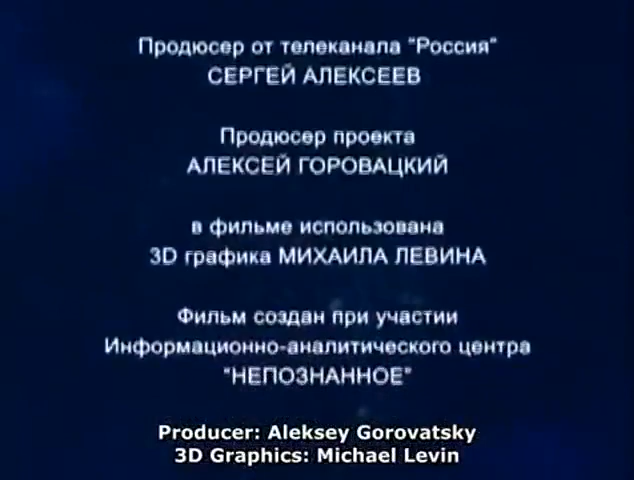 Продюсер от телеканала "Россия"
СЕРГЕЙ АЛЕКСЕЕВ
Продюсер проекта
АЛЕКСЕЙ ГОРОВАЦКИЙ
в фильме использована
3D графика МИХАИЛА ЛЕВИНА
Фильм создан при участии
Информационно-аналитического центра
"НЕПОЗНАННОЕ"
Producer: Aleksey Gorovatsky
3D Graphics: Michael Levin